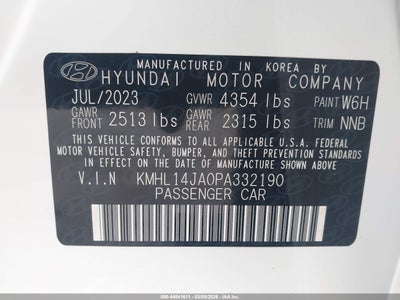 MANUFACTURED IN KOREA BY
HYUNDAI MOTOR COMPANY
JUL/2023 GVWR 4354 lbs PAINT W6H
GAWR FRONT 2513 lbs GAWR REAR 2315 lbs TRIM NNB
THIS VEHICLE CONFORMS TO ALL APPLICABLE U.S.A. FEDERAL
MOTOR VEHICLE SAFETY, BUMPER, AND THEFT PREVENTION
STANDARDS IN EFFECT ON THE DATE OF MANUFACTURE SHOWN ABOVE.
V.I.N KMHL14JA0PA332190
PASSENGER CAR